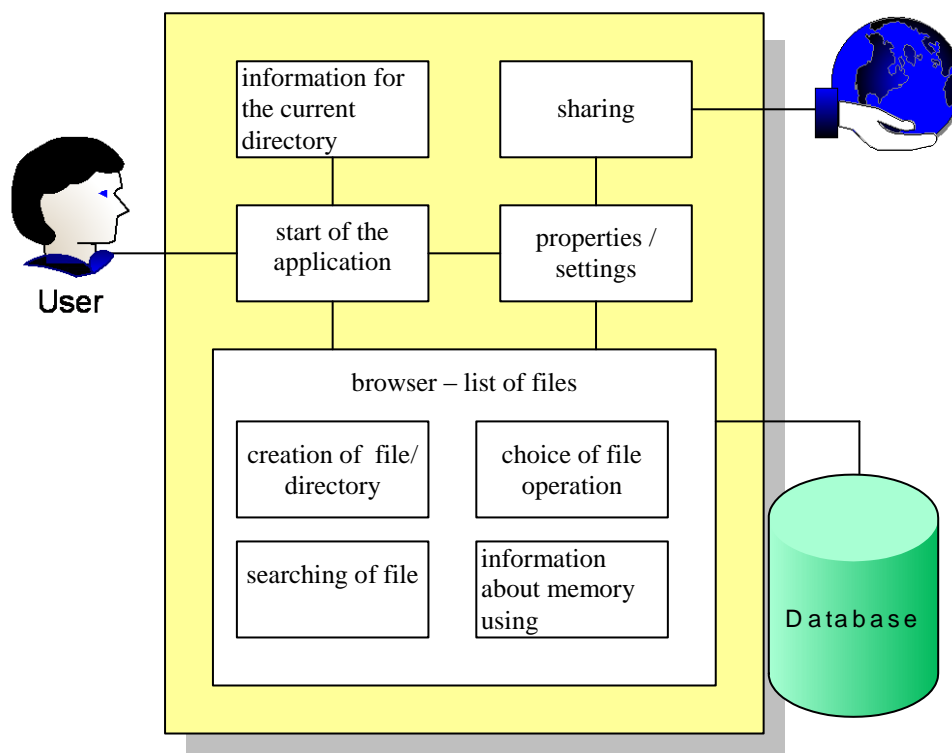 information for
the current
directory
sharing
start of the
application
properties /
settings
User
browser – list of files
creation of file/
directory
choice of file
operation
searching of file
information
about memory
using
Database